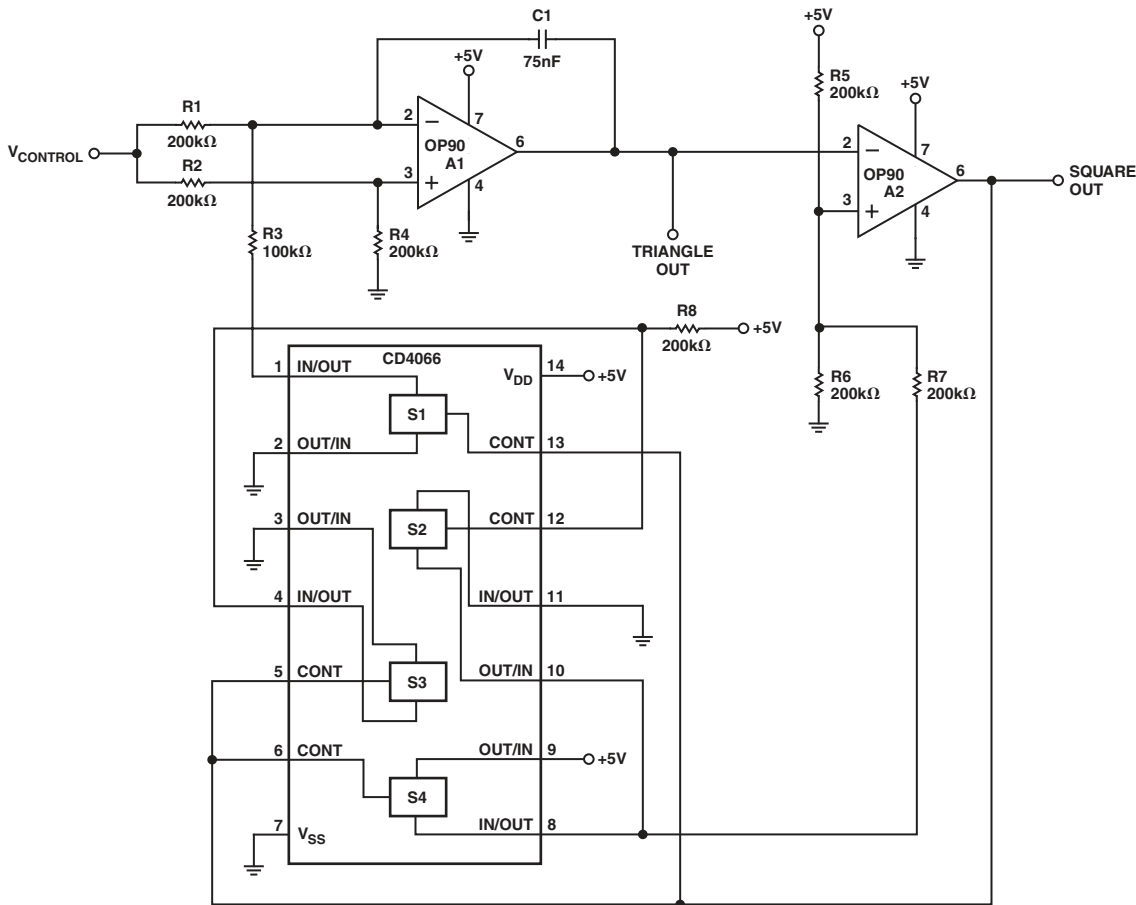 C1
75nF
+5V
+5V
R5
200kΩ
+5V
R1
200kΩ
2
−
7
OP90
A1
6
3
+
4
V_CONTROL
R2
200kΩ
2
−
7
OP90
A2
6
3
+
4
SQUARE
OUT
R3
100kΩ
R4
200kΩ
TRIANGLE
OUT
R8
200kΩ
+5V
CD4066
1
IN/OUT
V_DD
14
+5V
R6
200kΩ
R7
200kΩ
S1
2
OUT/IN
CONT
13
3
OUT/IN
S2
CONT
12
4
IN/OUT
IN/OUT
11
5
CONT
S3
OUT/IN
10
6
CONT
OUT/IN
9
+5V
S4
7
V_SS
IN/OUT
8